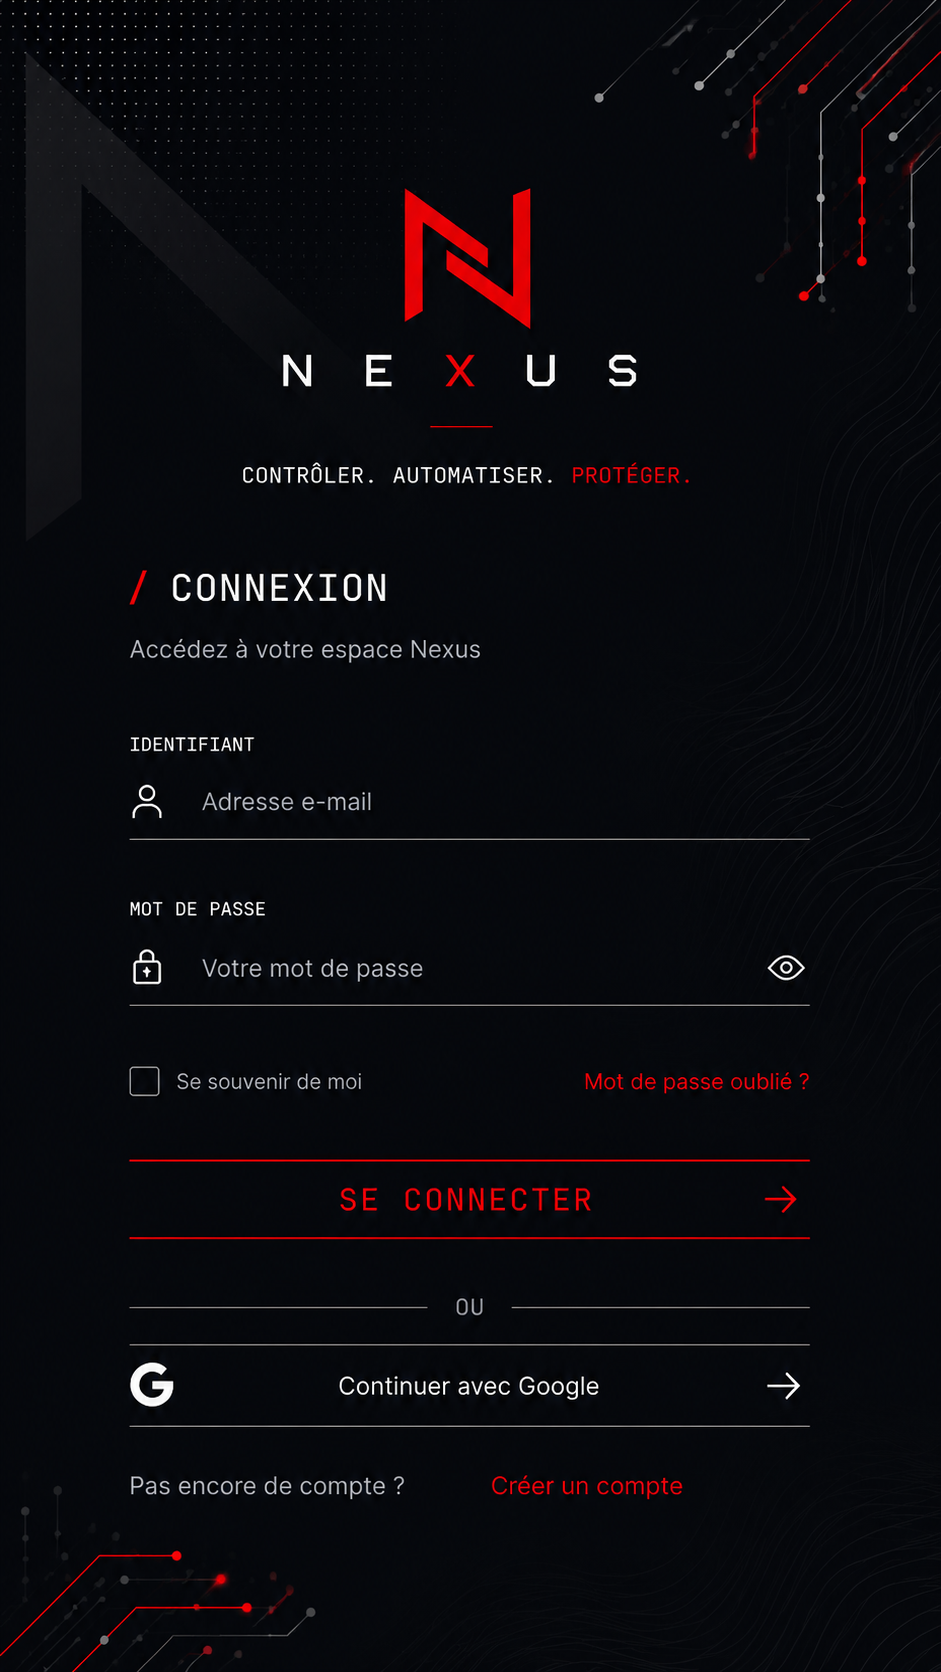 NEXUS
CONTRÔLER. AUTOMATISER. PROTÉGER.
/ CONNEXION
Accédez à votre espace Nexus
IDENTIFIANT
Adresse e-mail
MOT DE PASSE
Votre mot de passe
Se souvenir de moi Mot de passe oublié ?
SE CONNECTER
OU
G Continuer avec Google
Pas encore de compte ? Créer un compte